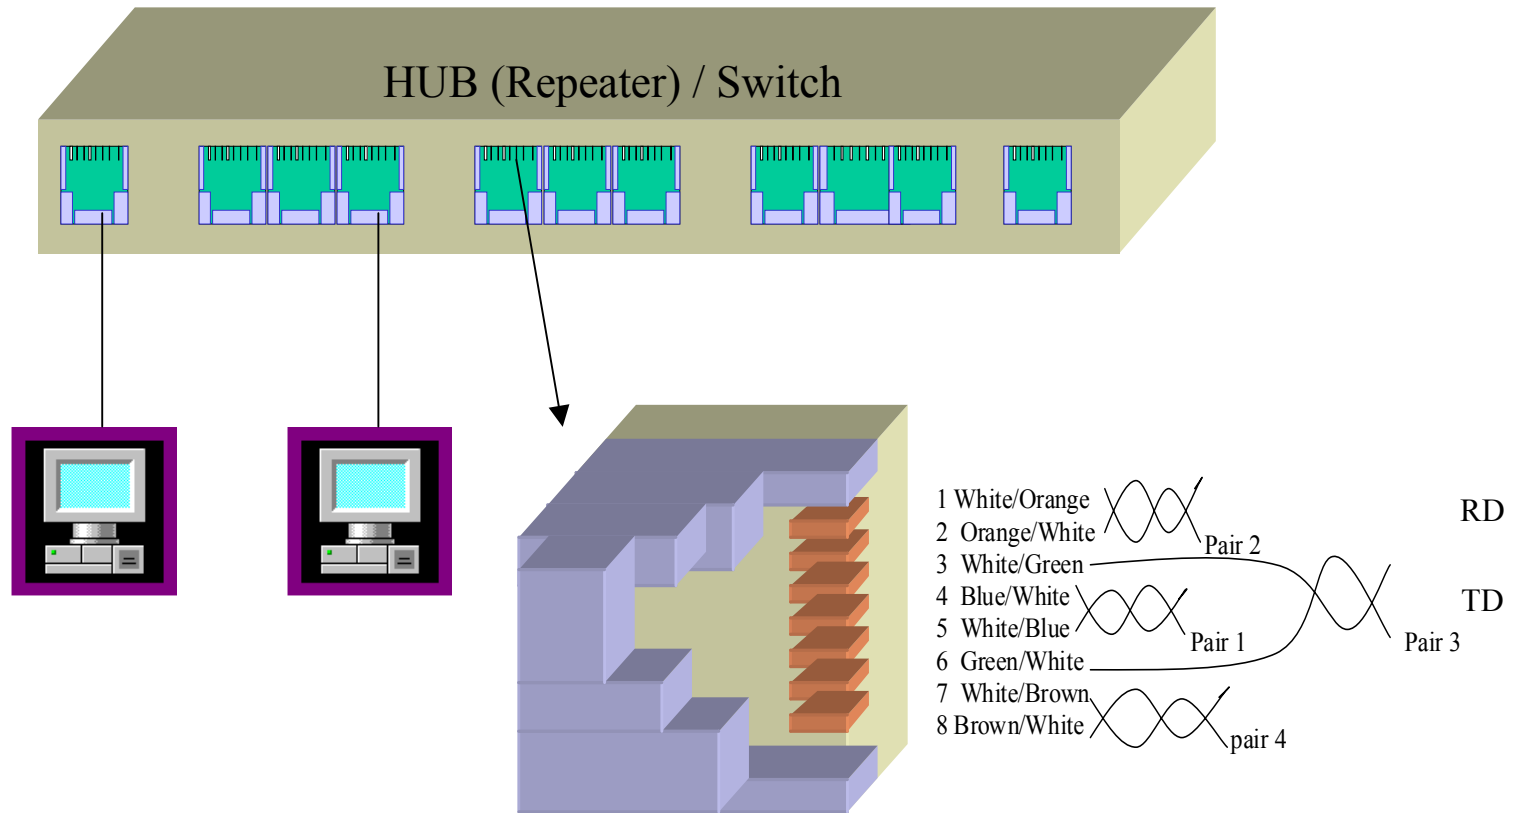 HUB (Repeater) / Switch
1 White/Orange
2 Orange/White
Pair 2
RD
3 White/Green
4 Blue/White
5 White/Blue
Pair 1
TD
Pair 3
6 Green/White
7 White/Brown
8 Brown/White
pair 4